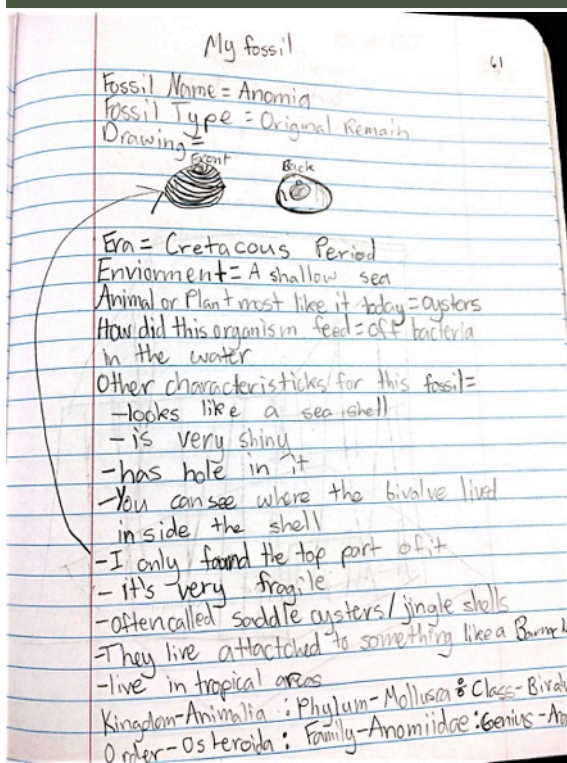 My fossil
61
Fossil Name = Anomia
Fossil Type = Original Remain
Drawing =
Front Back
Era = Cretacous Period
Enviorment = A shallow sea
Animal or Plant most like it today = oysters
How did this organism feed = off bacteria
in the water
Other characteristicks for this fossil =
-looks like a sea shell
-is very shiny
-has hole in it
-You can see where the bivalve lived
inside the shell
-I only found the top part of it
-it's very fragile
-often called saddle oysters/jingle shells
-They live attactched to something like a
-live in tropical areas
Kingdom-Animalia : Phylum-Mollusca : Class-Bival
Order-Osteroida : Family-Anomiidae : Genius-Ano